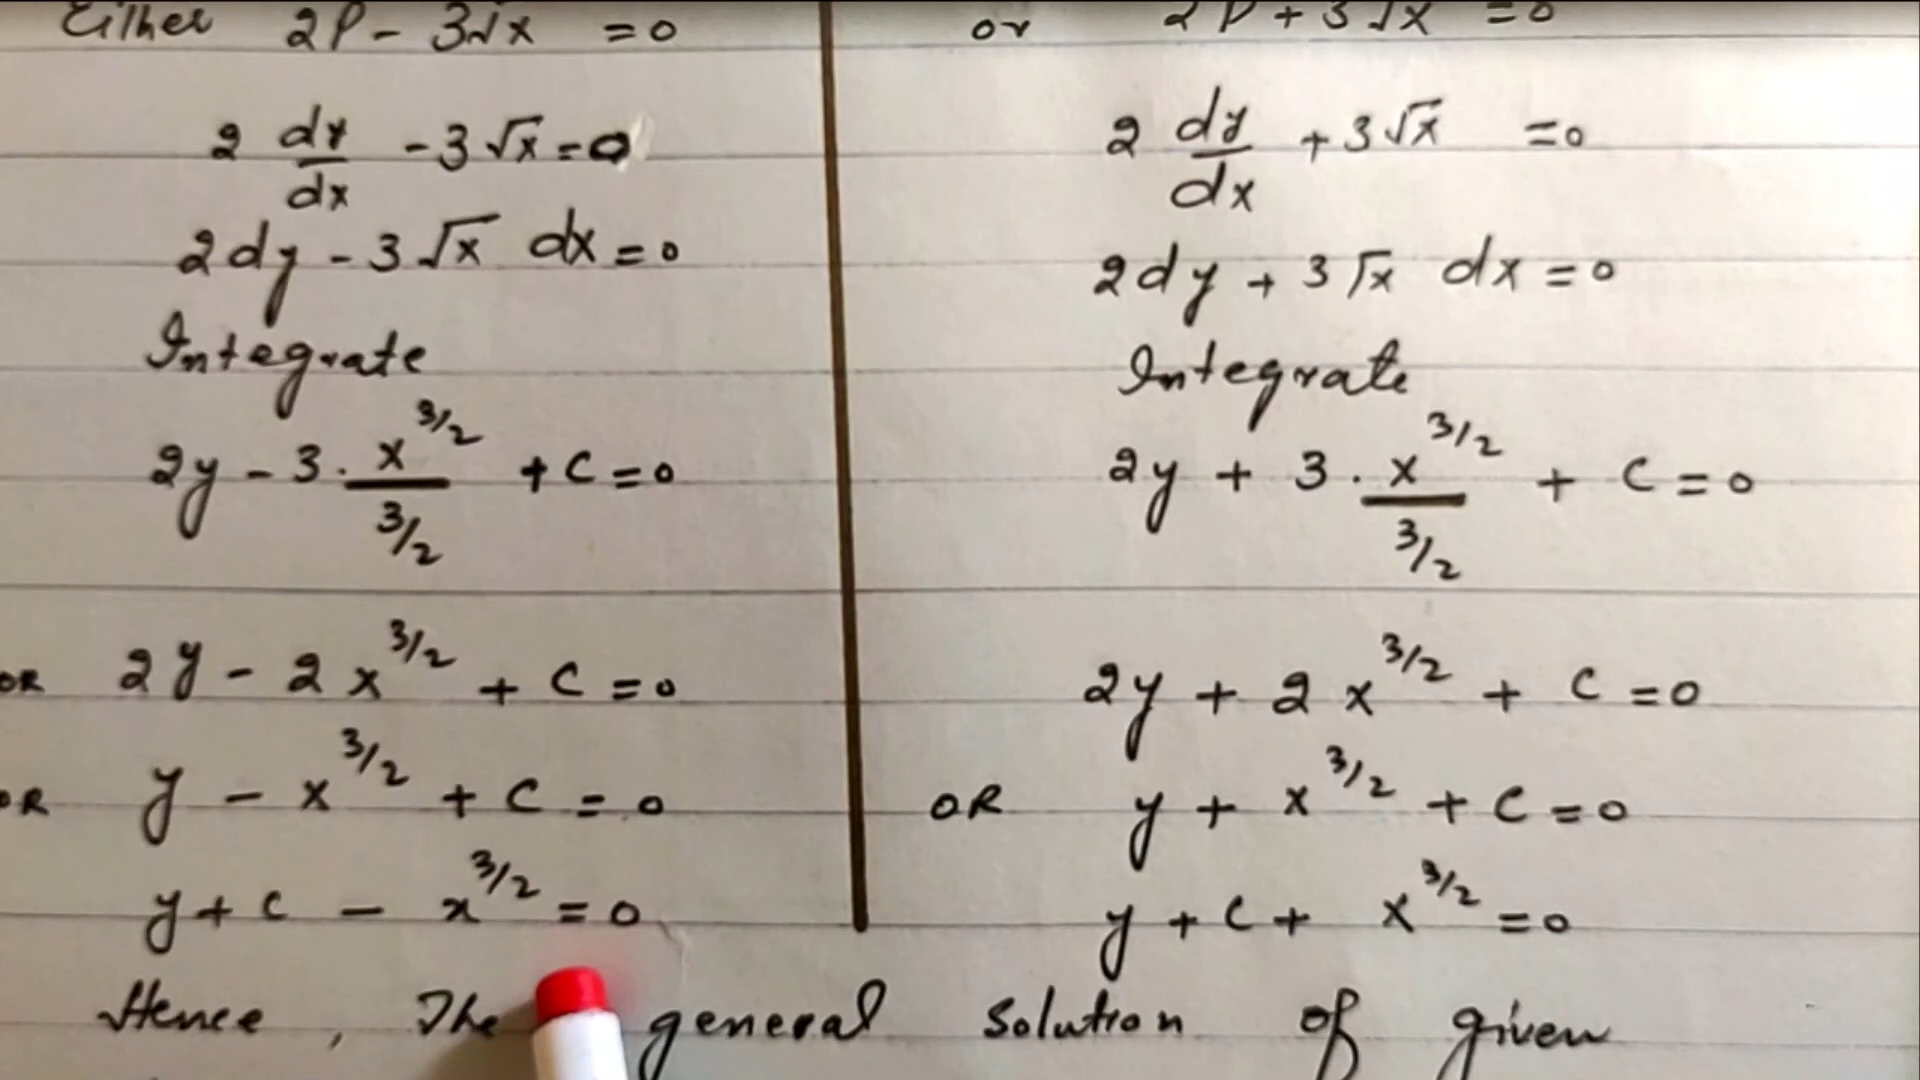 Either 2P - 3√x = 0
2 dy/dx - 3√x = 0
2dy - 3√x dx = 0
Integrate
2y - 3 . x^3/2 / 3/2 + C = 0
OR 2y - 2x^3/2 + C = 0
OR y - x^3/2 + C = 0
y + c - x^3/2 = 0
or 2P + 3√x = 0
2 dy/dx + 3√x = 0
2dy + 3√x dx = 0
Integrate
2y + 3 . x^3/2 / 3/2 + C = 0
2y + 2x^3/2 + C = 0
OR y + x^3/2 + C = 0
y + C + x^3/2 = 0
Hence, The general solution of given